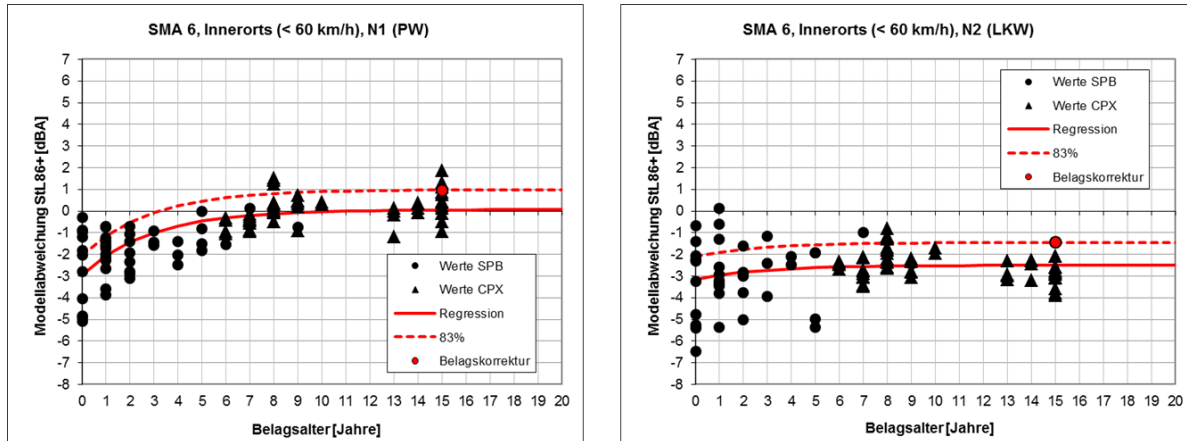 SMA 6, Innerorts (< 60 km/h), N1 (PW)
Modellabweichung StL86+ [dBA]
7
6
5
4
3
2
1
0
-1
-2
-3
-4
-5
-6
-7
-8
Werte SPB
Werte CPX
Regression
83%
Belagskorrektur
0 1 2 3 4 5 6 7 8 9 10 11 12 13 14 15 16 17 18 19 20
Belagsalter [Jahre]
SMA 6, Innerorts (< 60 km/h), N2 (LKW)
Modellabweichung StL86+ [dBA]
7
6
5
4
3
2
1
0
-1
-2
-3
-4
-5
-6
-7
-8
Werte SPB
Werte CPX
Regression
83%
Belagskorrektur
0 1 2 3 4 5 6 7 8 9 10 11 12 13 14 15 16 17 18 19 20
Belagsalter [Jahre]